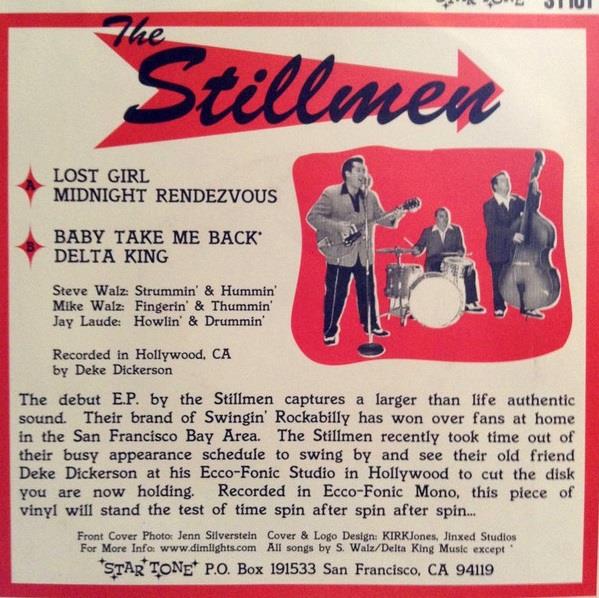 STAR TONE
The
Stillmen
A
LOST GIRL
MIDNIGHT RENDEZVOUS
B
BABY TAKE ME BACK*
DELTA KING
Steve Walz: Strummin' & Hummin'
Mike Walz: Fingerin' & Thummin'
Jay Laude: Howlin' & Drummin'
Recorded in Hollywood, CA
by Deke Dickerson
The debut E.P. by the Stillmen captures a larger than life authentic
sound. Their brand of Swingin' Rockabilly has won over fans at home
in the San Francisco Bay Area. The Stillmen recently took time out of
their busy appearance schedule to swing by and see their old friend
Deke Dickerson at his Ecco-Fonic Studio in Hollywood to cut the disk
you are now holding. Recorded in Ecco-Fonic Mono, this piece of
vinyl will stand the test of time spin after spin after spin...
Front Cover Photo: Jenn Silverstein Cover & Logo Design: KIRKJones, Jinxed Studios
For More Info: www.dimlights.com All songs by S. Walz/Delta King Music except *
STAR TONE P.O. Box 191533 San Francisco, CA 94119